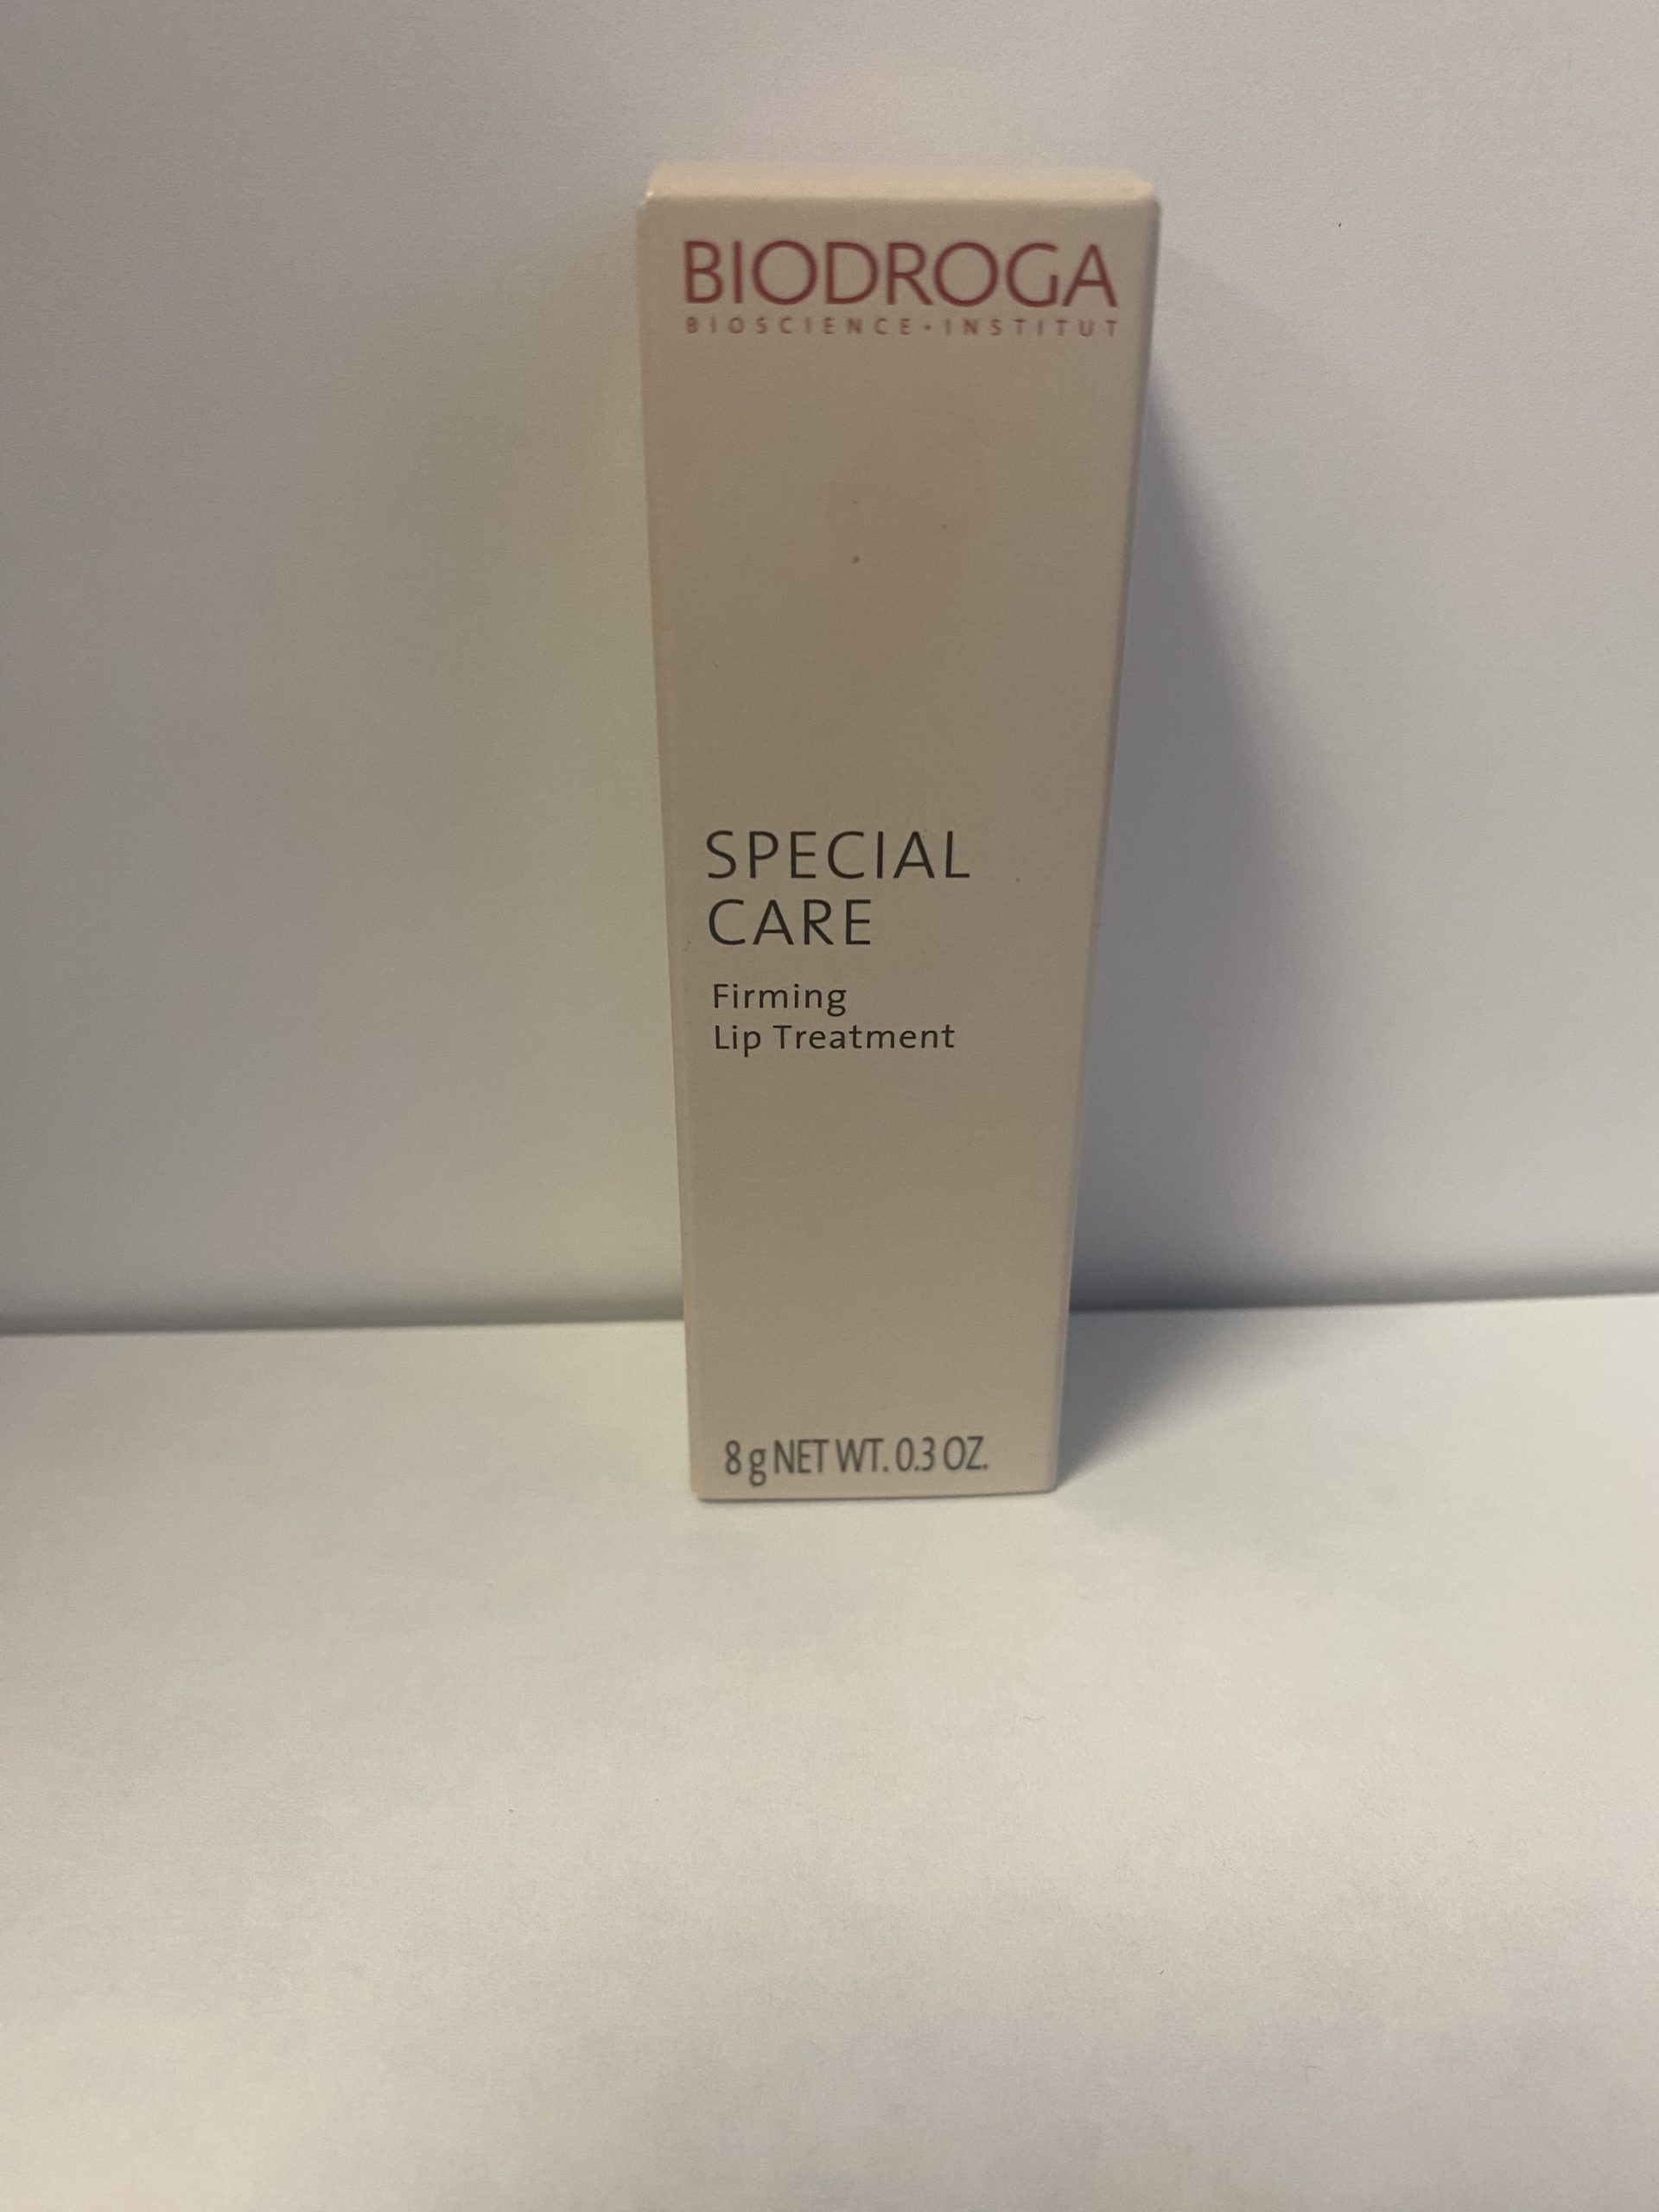 BIODROGA
BIOSCIENCE•INSTITUT
SPECIAL
CARE
Firming
Lip Treatment
8 g NET WT. 0.3 OZ.